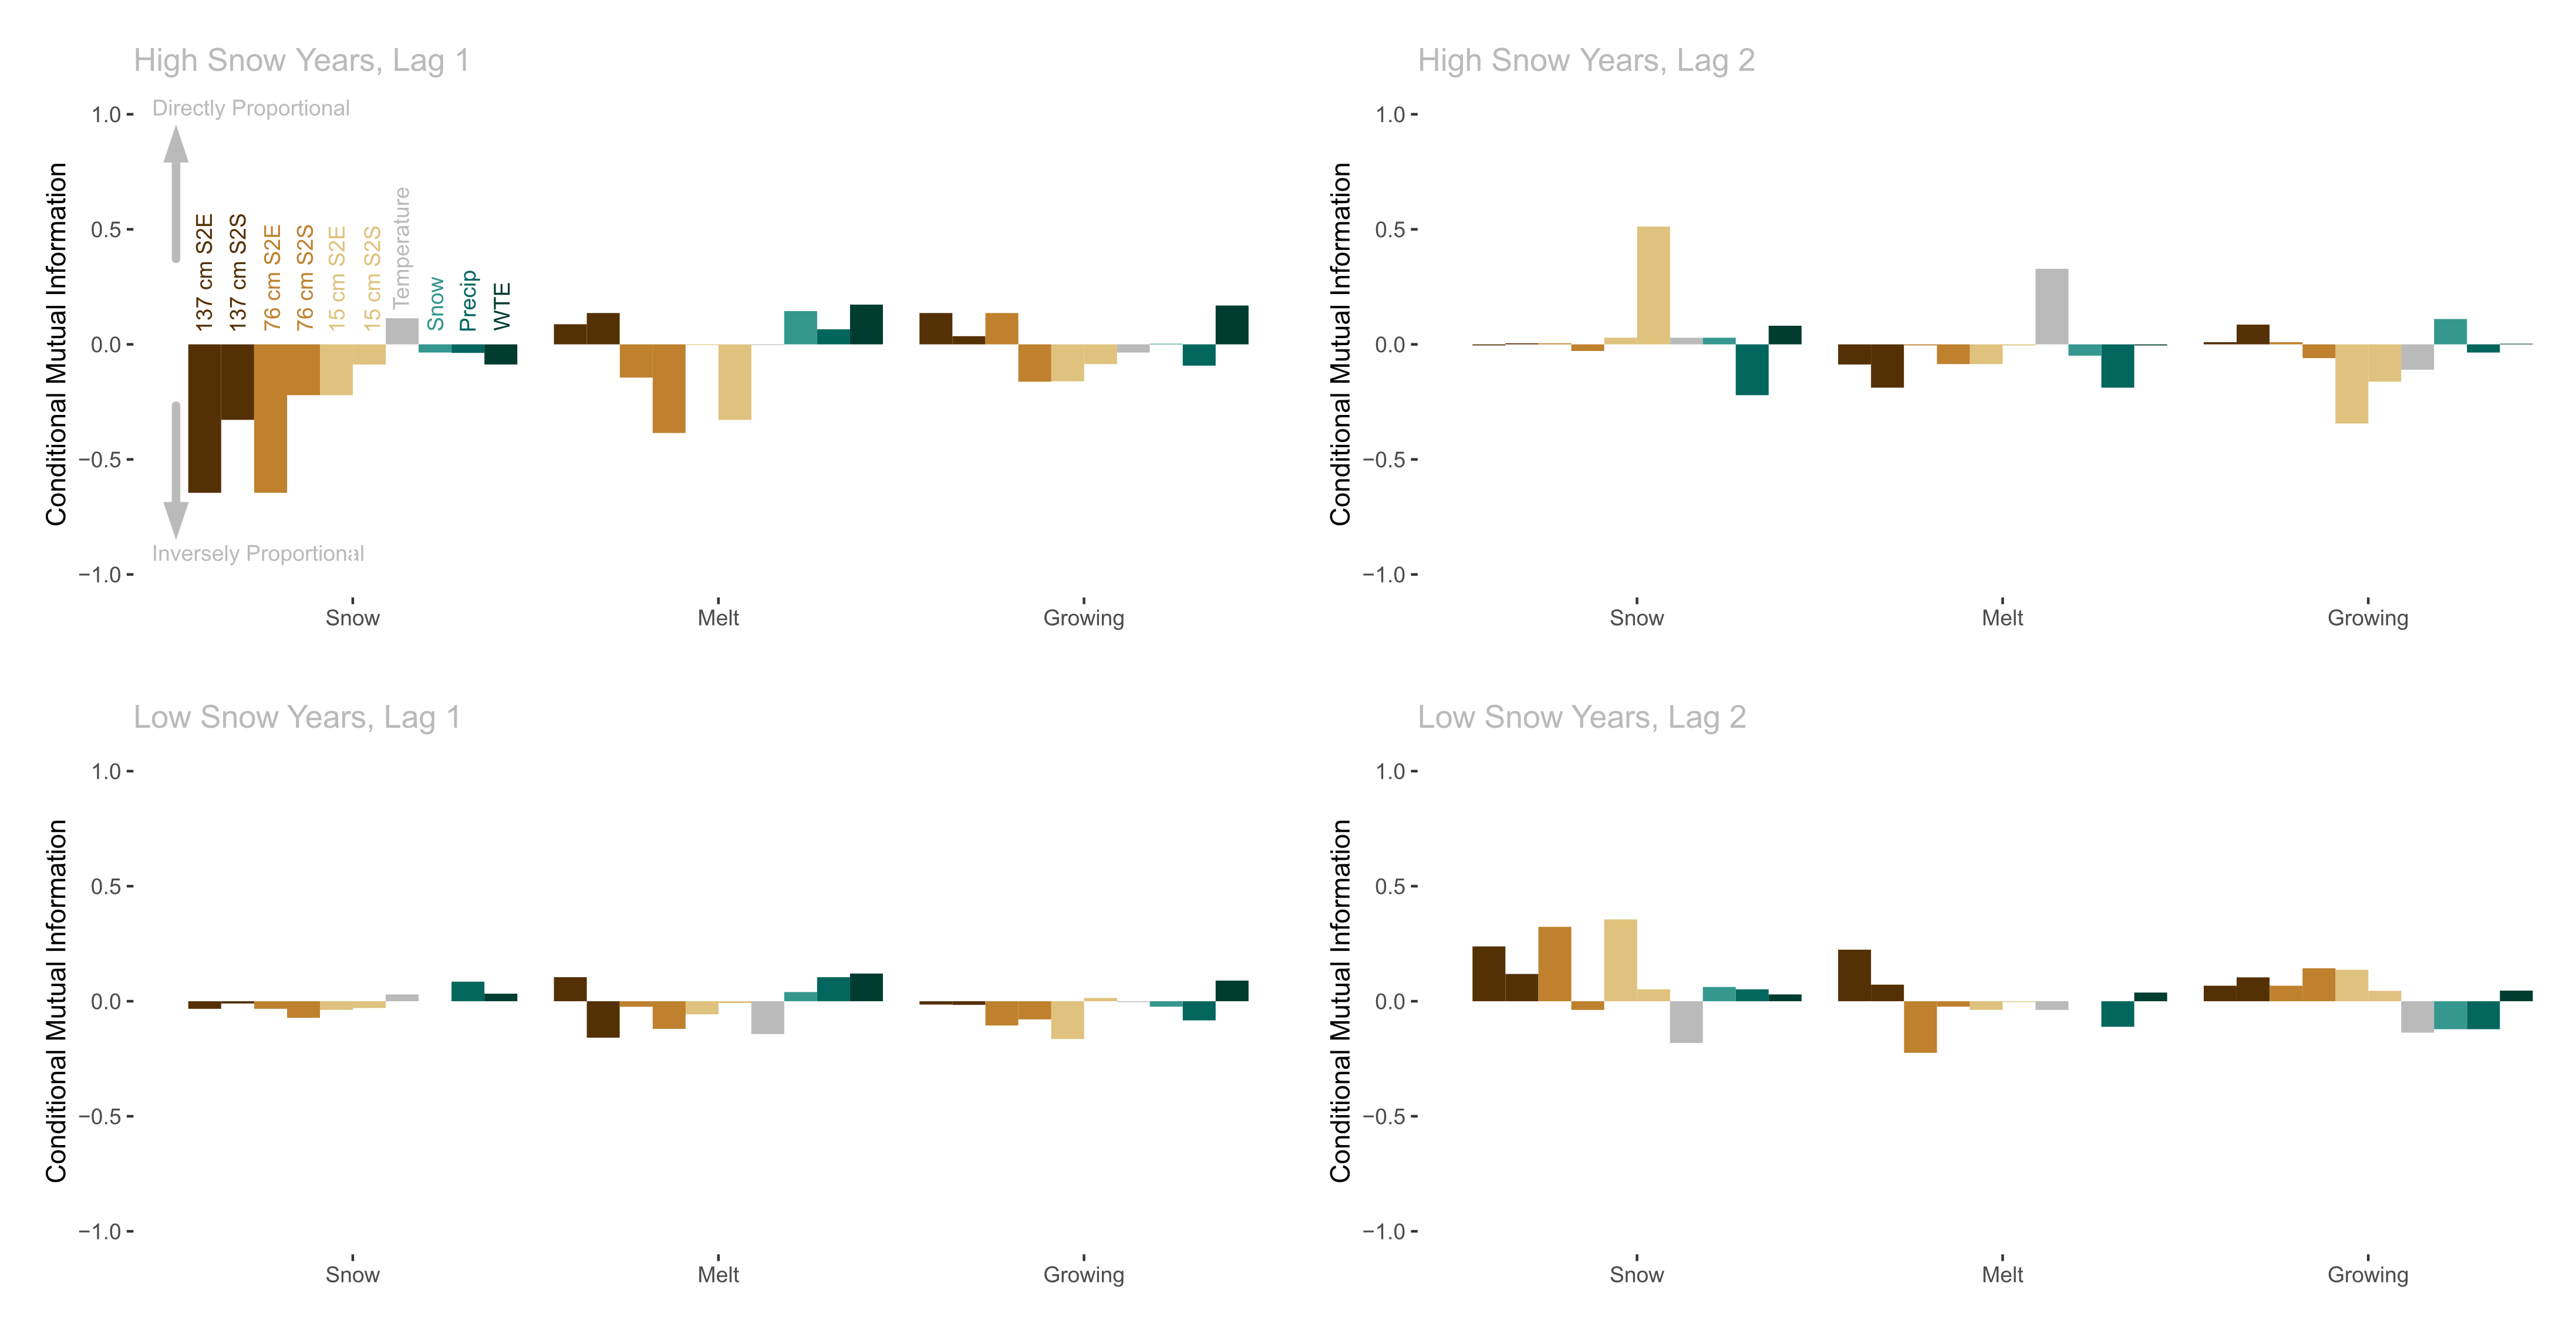 High Snow Years, Lag 1
Conditional Mutual Information
1.0
0.5
0.0
−0.5
−1.0
Directly Proportional
137 cm S2E
137 cm S2S
76 cm S2E
76 cm S2S
15 cm S2E
15 cm S2S
Temperature
Snow
Precip
WTE
Inversely Proportional
Snow
Melt
Growing
High Snow Years, Lag 2
Conditional Mutual Information
1.0
0.5
0.0
−0.5
−1.0
Snow
Melt
Growing
Low Snow Years, Lag 1
Conditional Mutual Information
1.0
0.5
0.0
−0.5
−1.0
Snow
Melt
Growing
Low Snow Years, Lag 2
Conditional Mutual Information
1.0
0.5
0.0
−0.5
−1.0
Snow
Melt
Growing